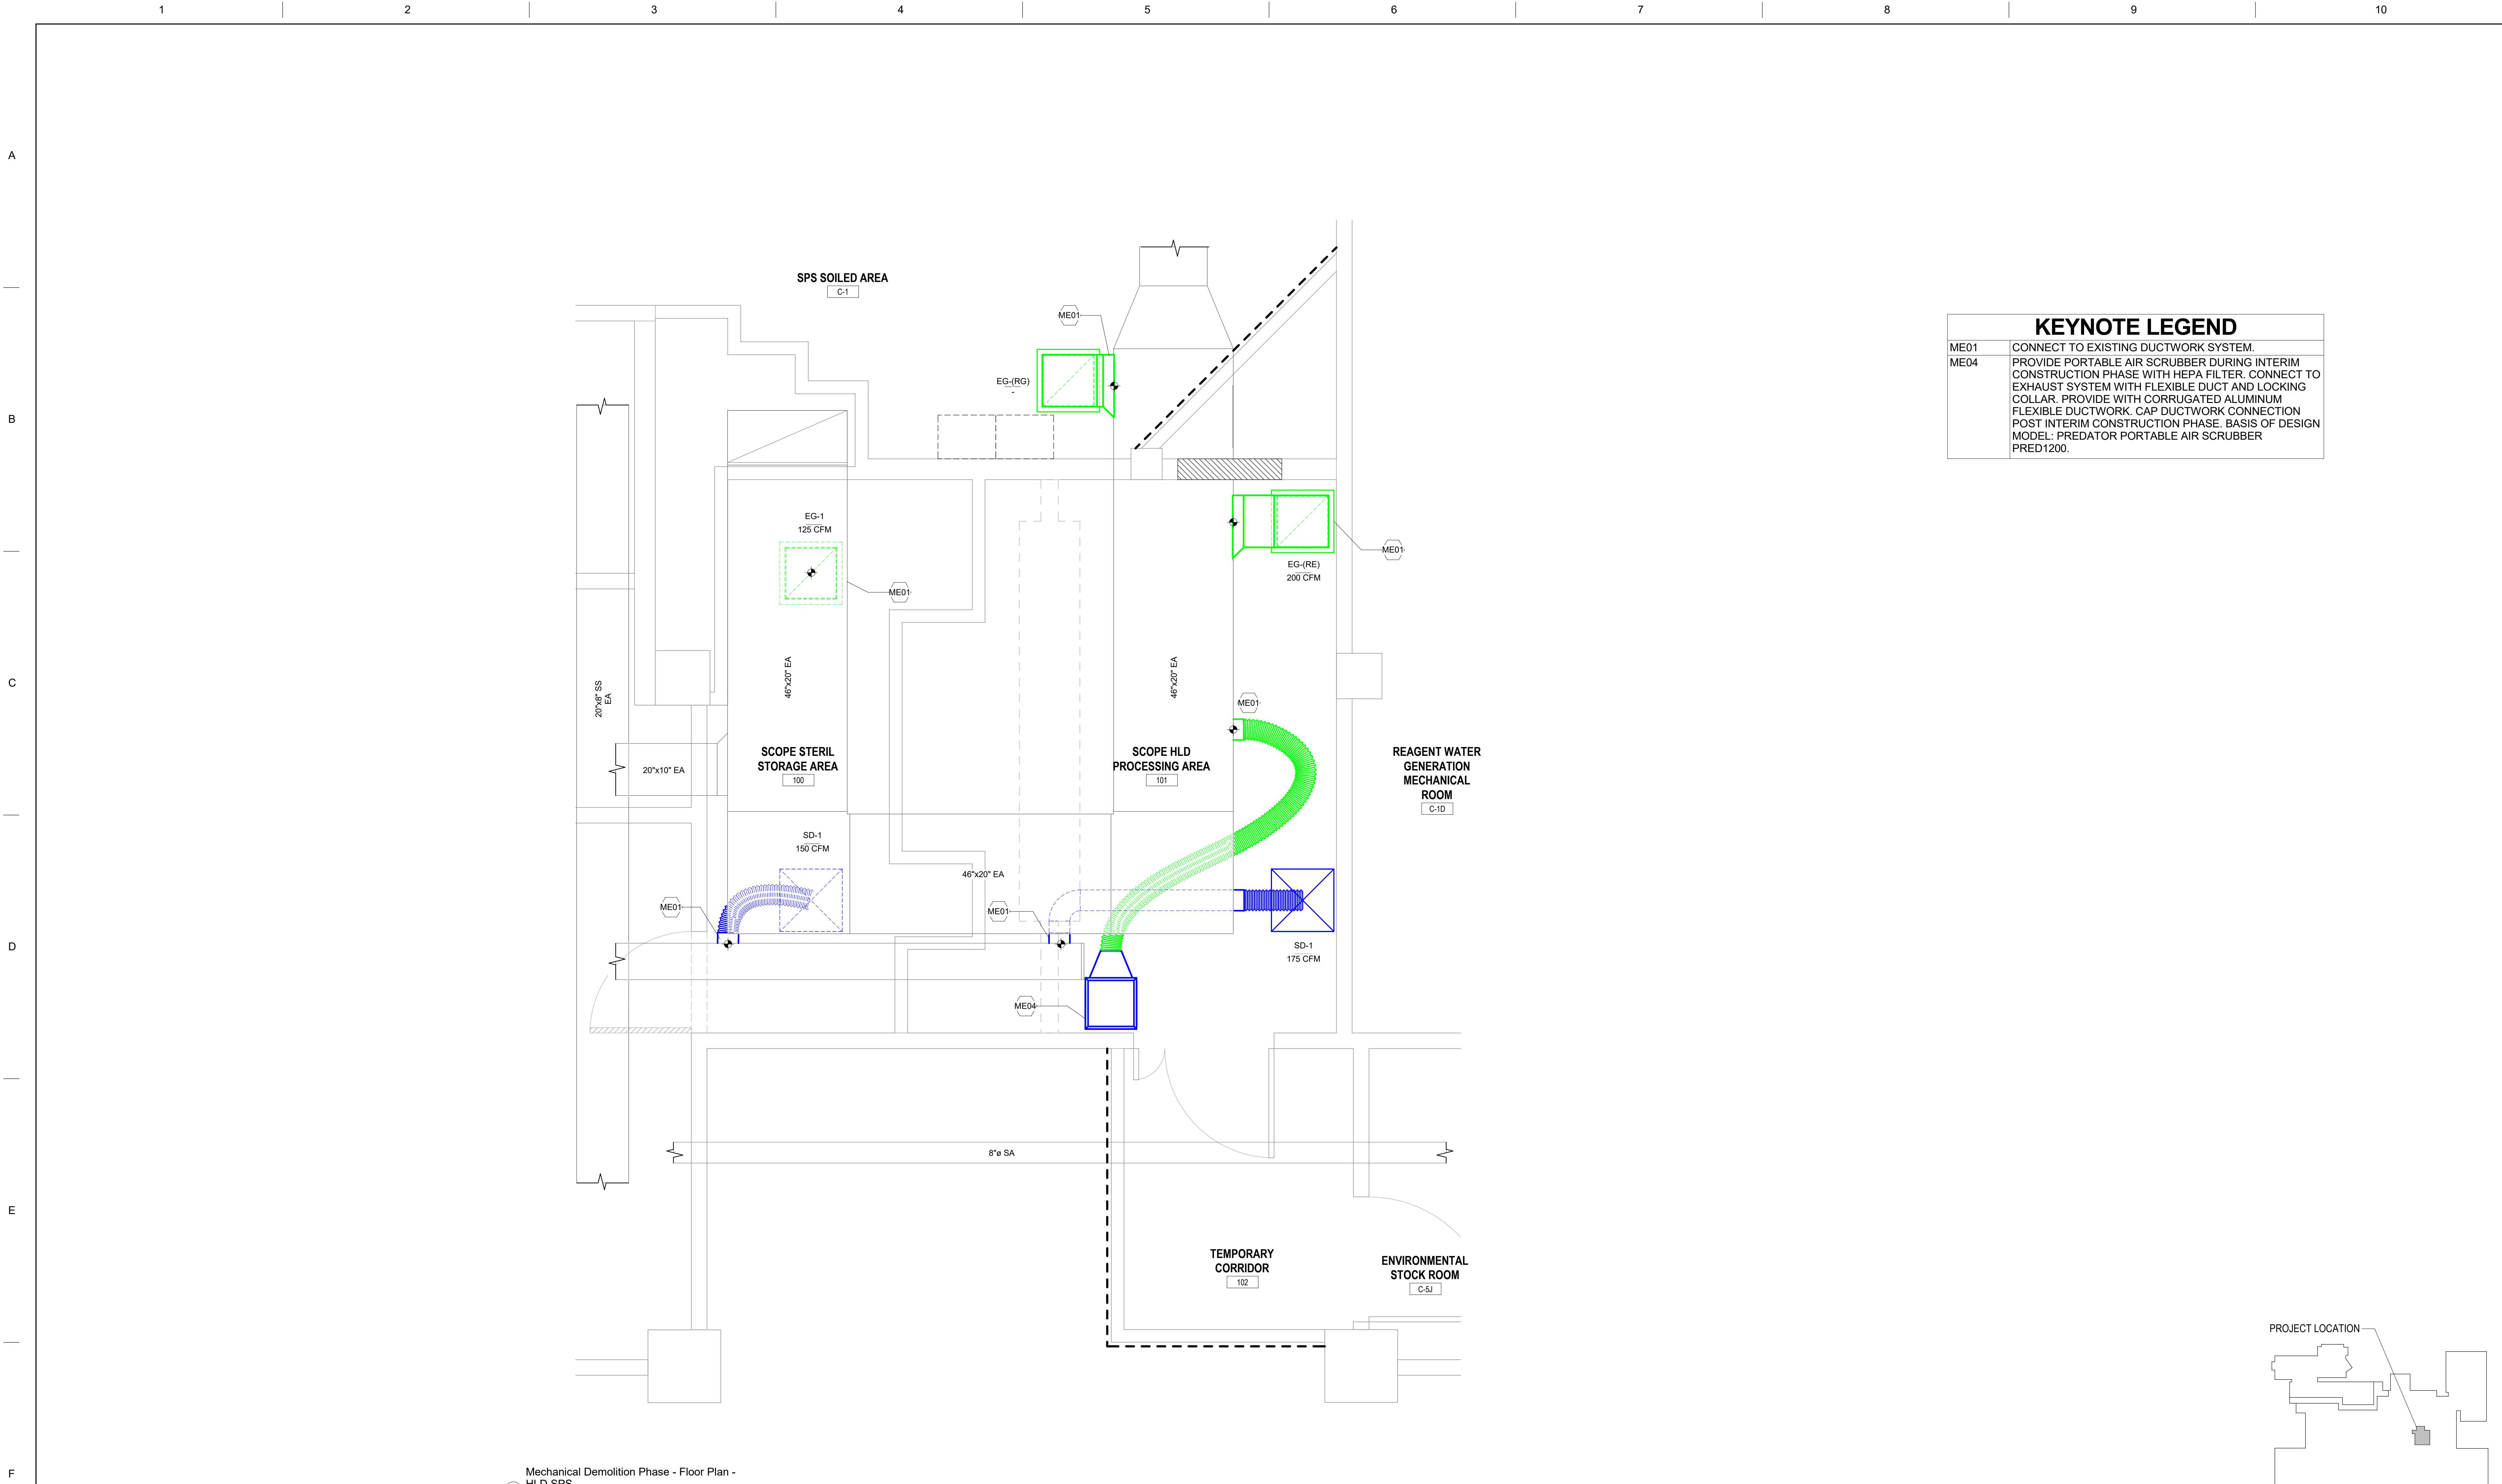 1 2 3 4 5 6 7 8 9 10
A
B
C
D
E
F
SPS SOILED AREA
C-1
ME01
EG-(RG)
-
KEYNOTE LEGEND
ME01 CONNECT TO EXISTING DUCTWORK SYSTEM.
ME04 PROVIDE PORTABLE AIR SCRUBBER DURING INTERIM
CONSTRUCTION PHASE WITH HEPA FILTER. CONNECT TO
EXHAUST SYSTEM WITH FLEXIBLE DUCT AND LOCKING
COLLAR. PROVIDE WITH CORRUGATED ALUMINUM
FLEXIBLE DUCTWORK. CAP DUCTWORK CONNECTION
POST INTERIM CONSTRUCTION PHASE. BASIS OF DESIGN
MODEL: PREDATOR PORTABLE AIR SCRUBBER
PRED1200.
EG-1
125 CFM
ME01
ME01
EG-(RE)
200 CFM
46"x20" EA
46"x20" EA
20"x8" SS
EA
ME01
20"x10" EA
SCOPE STERIL
STORAGE AREA
100
SCOPE HLD
PROCESSING AREA
101
REAGENT WATER
GENERATION
MECHANICAL
ROOM
C-1D
SD-1
150 CFM
46"x20" EA
ME01
ME01
SD-1
175 CFM
ME04
8"ø SA
TEMPORARY
CORRIDOR
102
ENVIRONMENTAL
STOCK ROOM
C-5J
PROJECT LOCATION
Mechanical Demolition Phase - Floor Plan -
HLD SPS